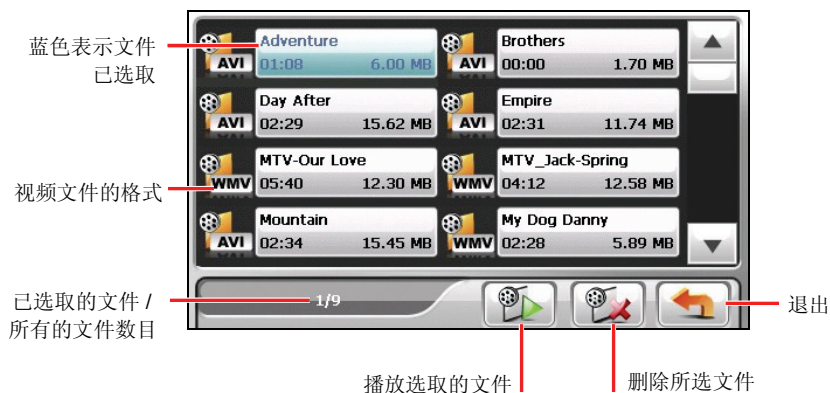 蓝色表示文件
已选取
Adventure
AVI 01:08 6.00 MB
Brothers
AVI 00:00 1.70 MB
Day After
AVI 02:29 15.62 MB
Empire
AVI 02:31 11.74 MB
视频文件的格式
MTV-Our Love
WMV 05:40 12.30 MB
MTV_Jack-Spring
WMV 04:12 12.58 MB
Mountain
AVI 02:34 15.45 MB
My Dog Danny
WMV 02:28 5.89 MB
已选取的文件 /
所有的文件数目
1/9
退出
播放选取的文件
删除所选文件